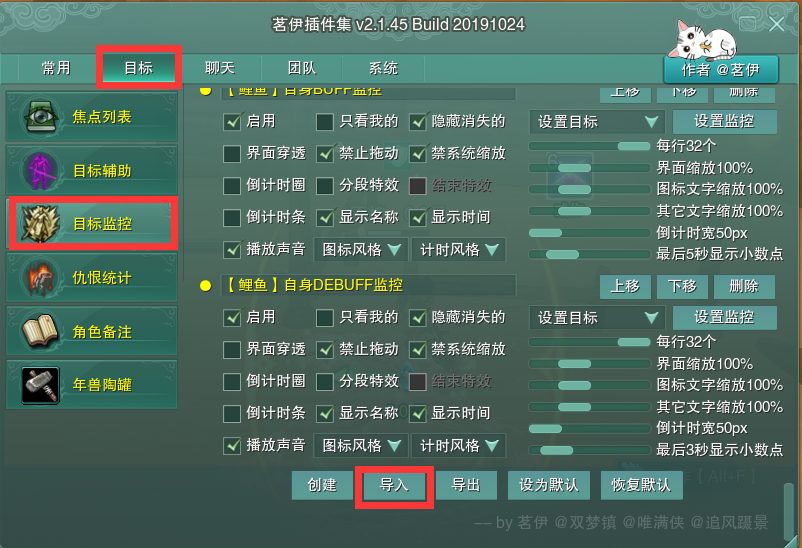 茗伊插件集 v2.1.45 Build 20191024
常用 目标 聊天 团队 系统
作者 @茗伊
焦点列表
目标辅助
目标监控
仇恨统计
角色备注
年兽陶罐
【鲤鱼】自身BUFF监控 上移 下移 删除
启用 只看我的 隐藏消失的 设置目标 设置监控
每行32个
界面穿透 禁止拖动 禁系统缩放
界面缩放100%
倒计时圈 分段特效 结束特效
图标文字缩放100%
倒计时条 显示名称 显示时间
其它文字缩放100%
倒计时宽50px
播放声音 图标风格 计时风格
最后5秒显示小数点
【鲤鱼】自身DEBUFF监控 上移 下移 删除
启用 只看我的 隐藏消失的 设置目标 设置监控
每行32个
界面穿透 禁止拖动 禁系统缩放
界面缩放100%
倒计时圈 分段特效 结束特效
图标文字缩放100%
倒计时条 显示名称 显示时间
其它文字缩放100%
倒计时宽50px
播放声音 图标风格 计时风格
最后3秒显示小数点
创建 导入 导出 设为默认 恢复默认
[Alt+F]
— by 茗伊 @双梦镇 @唯满侠 @追风蹑景